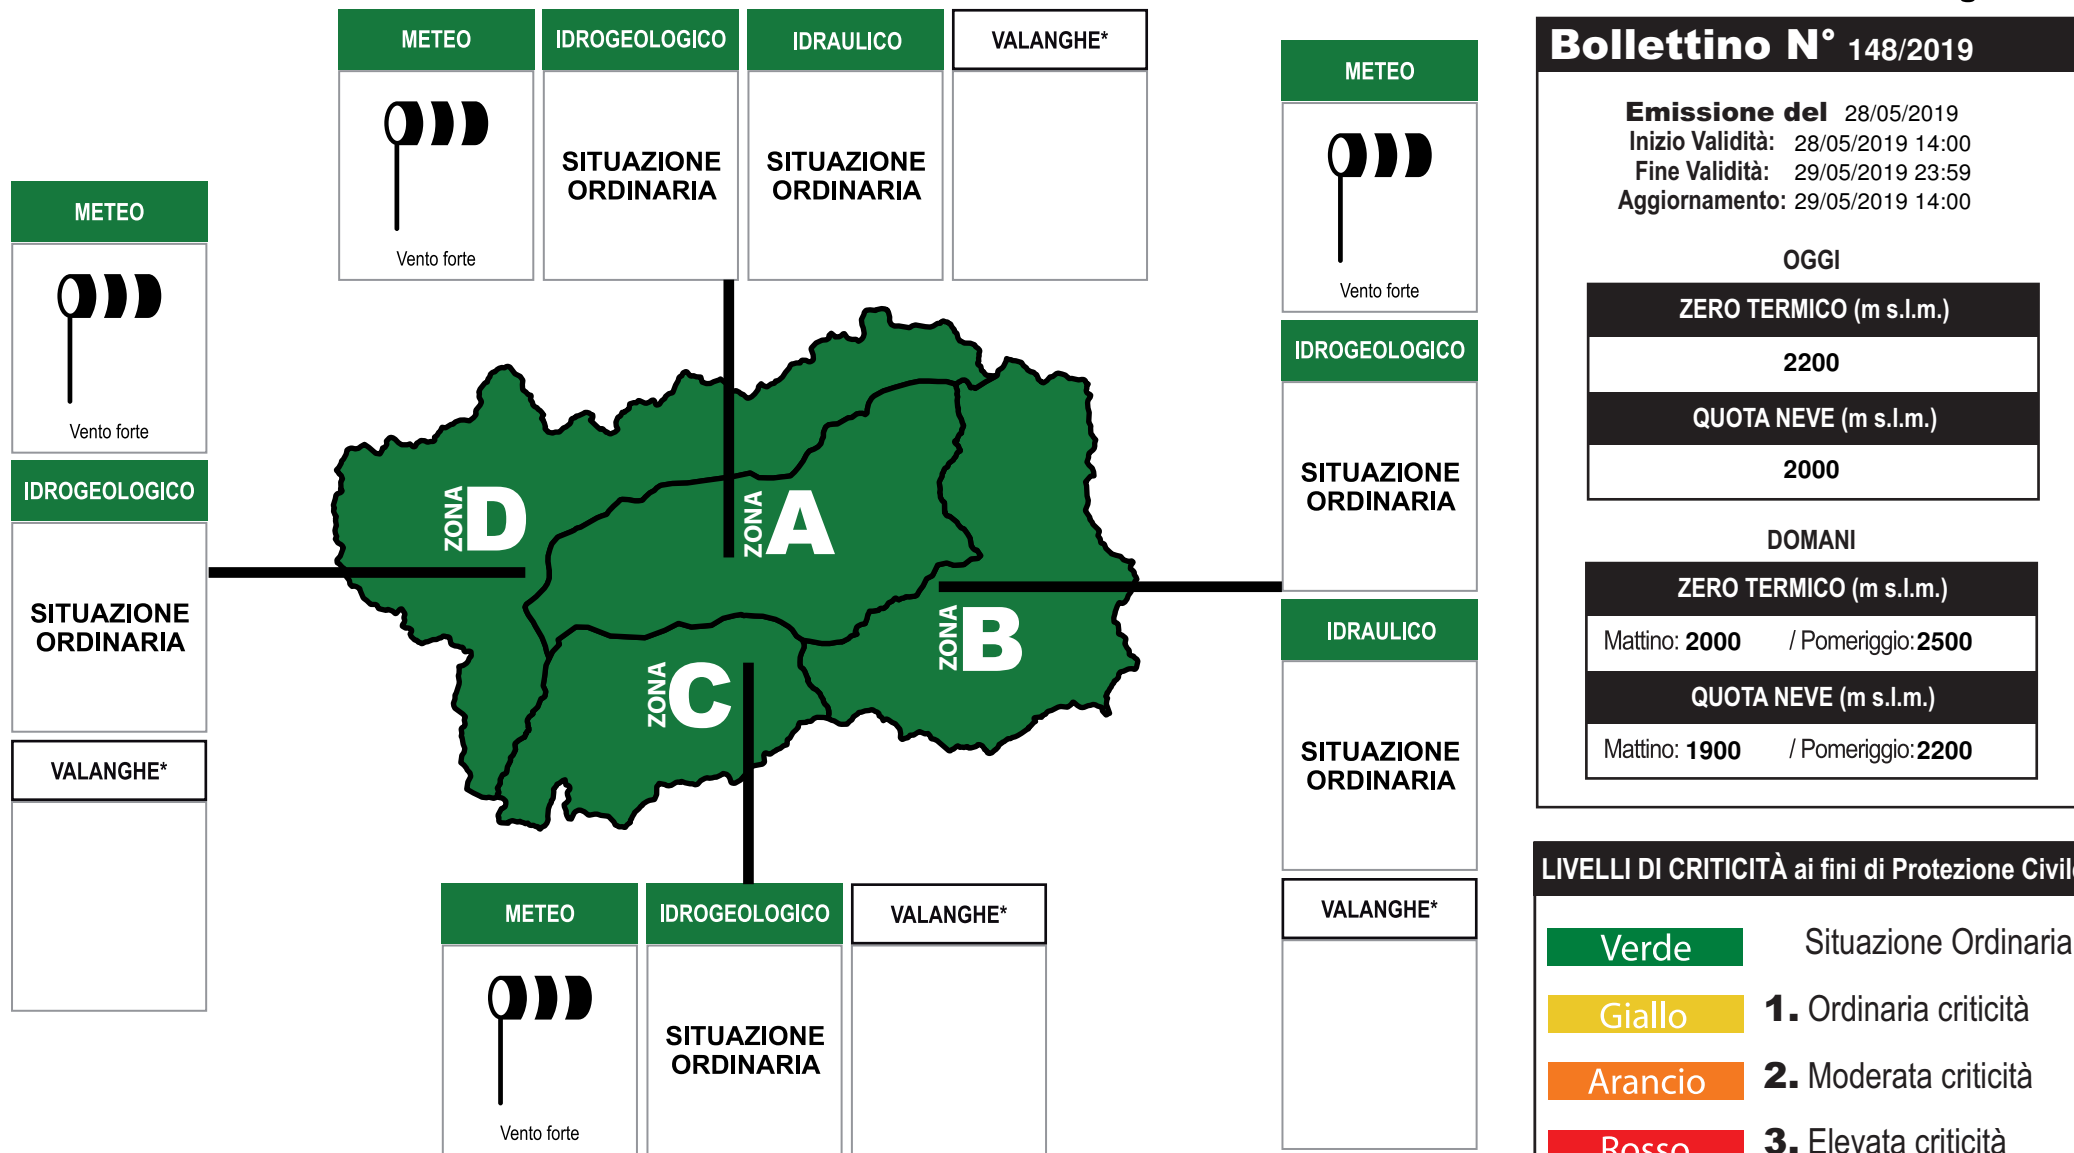 METEO
IDROGEOLOGICO
IDRAULICO
VALANGHE*
Vento forte
SITUAZIONE
ORDINARIA
SITUAZIONE
ORDINARIA
METEO
Vento forte
IDROGEOLOGICO
SITUAZIONE
ORDINARIA
VALANGHE*
METEO
Vento forte
IDROGEOLOGICO
SITUAZIONE
ORDINARIA
IDRAULICO
SITUAZIONE
ORDINARIA
VALANGHE*
ZONA D
ZONA A
ZONA B
ZONA C
METEO
IDROGEOLOGICO
VALANGHE*
Vento forte
SITUAZIONE
ORDINARIA
Bollettino N° 148/2019
Emissione del 28/05/2019
Inizio Validità: 28/05/2019 14:00
Fine Validità: 29/05/2019 23:59
Aggiornamento: 29/05/2019 14:00
OGGI
ZERO TERMICO (m s.l.m.)
2200
QUOTA NEVE (m s.l.m.)
2000
DOMANI
ZERO TERMICO (m s.l.m.)
Mattino: 2000 / Pomeriggio: 2500
QUOTA NEVE (m s.l.m.)
Mattino: 1900 / Pomeriggio: 2200
LIVELLI DI CRITICITÀ ai fini di Protezione Civile
Verde Situazione Ordinaria
Giallo 1. Ordinaria criticità
Arancio 2. Moderata criticità
Rosso 3. Elevata criticità